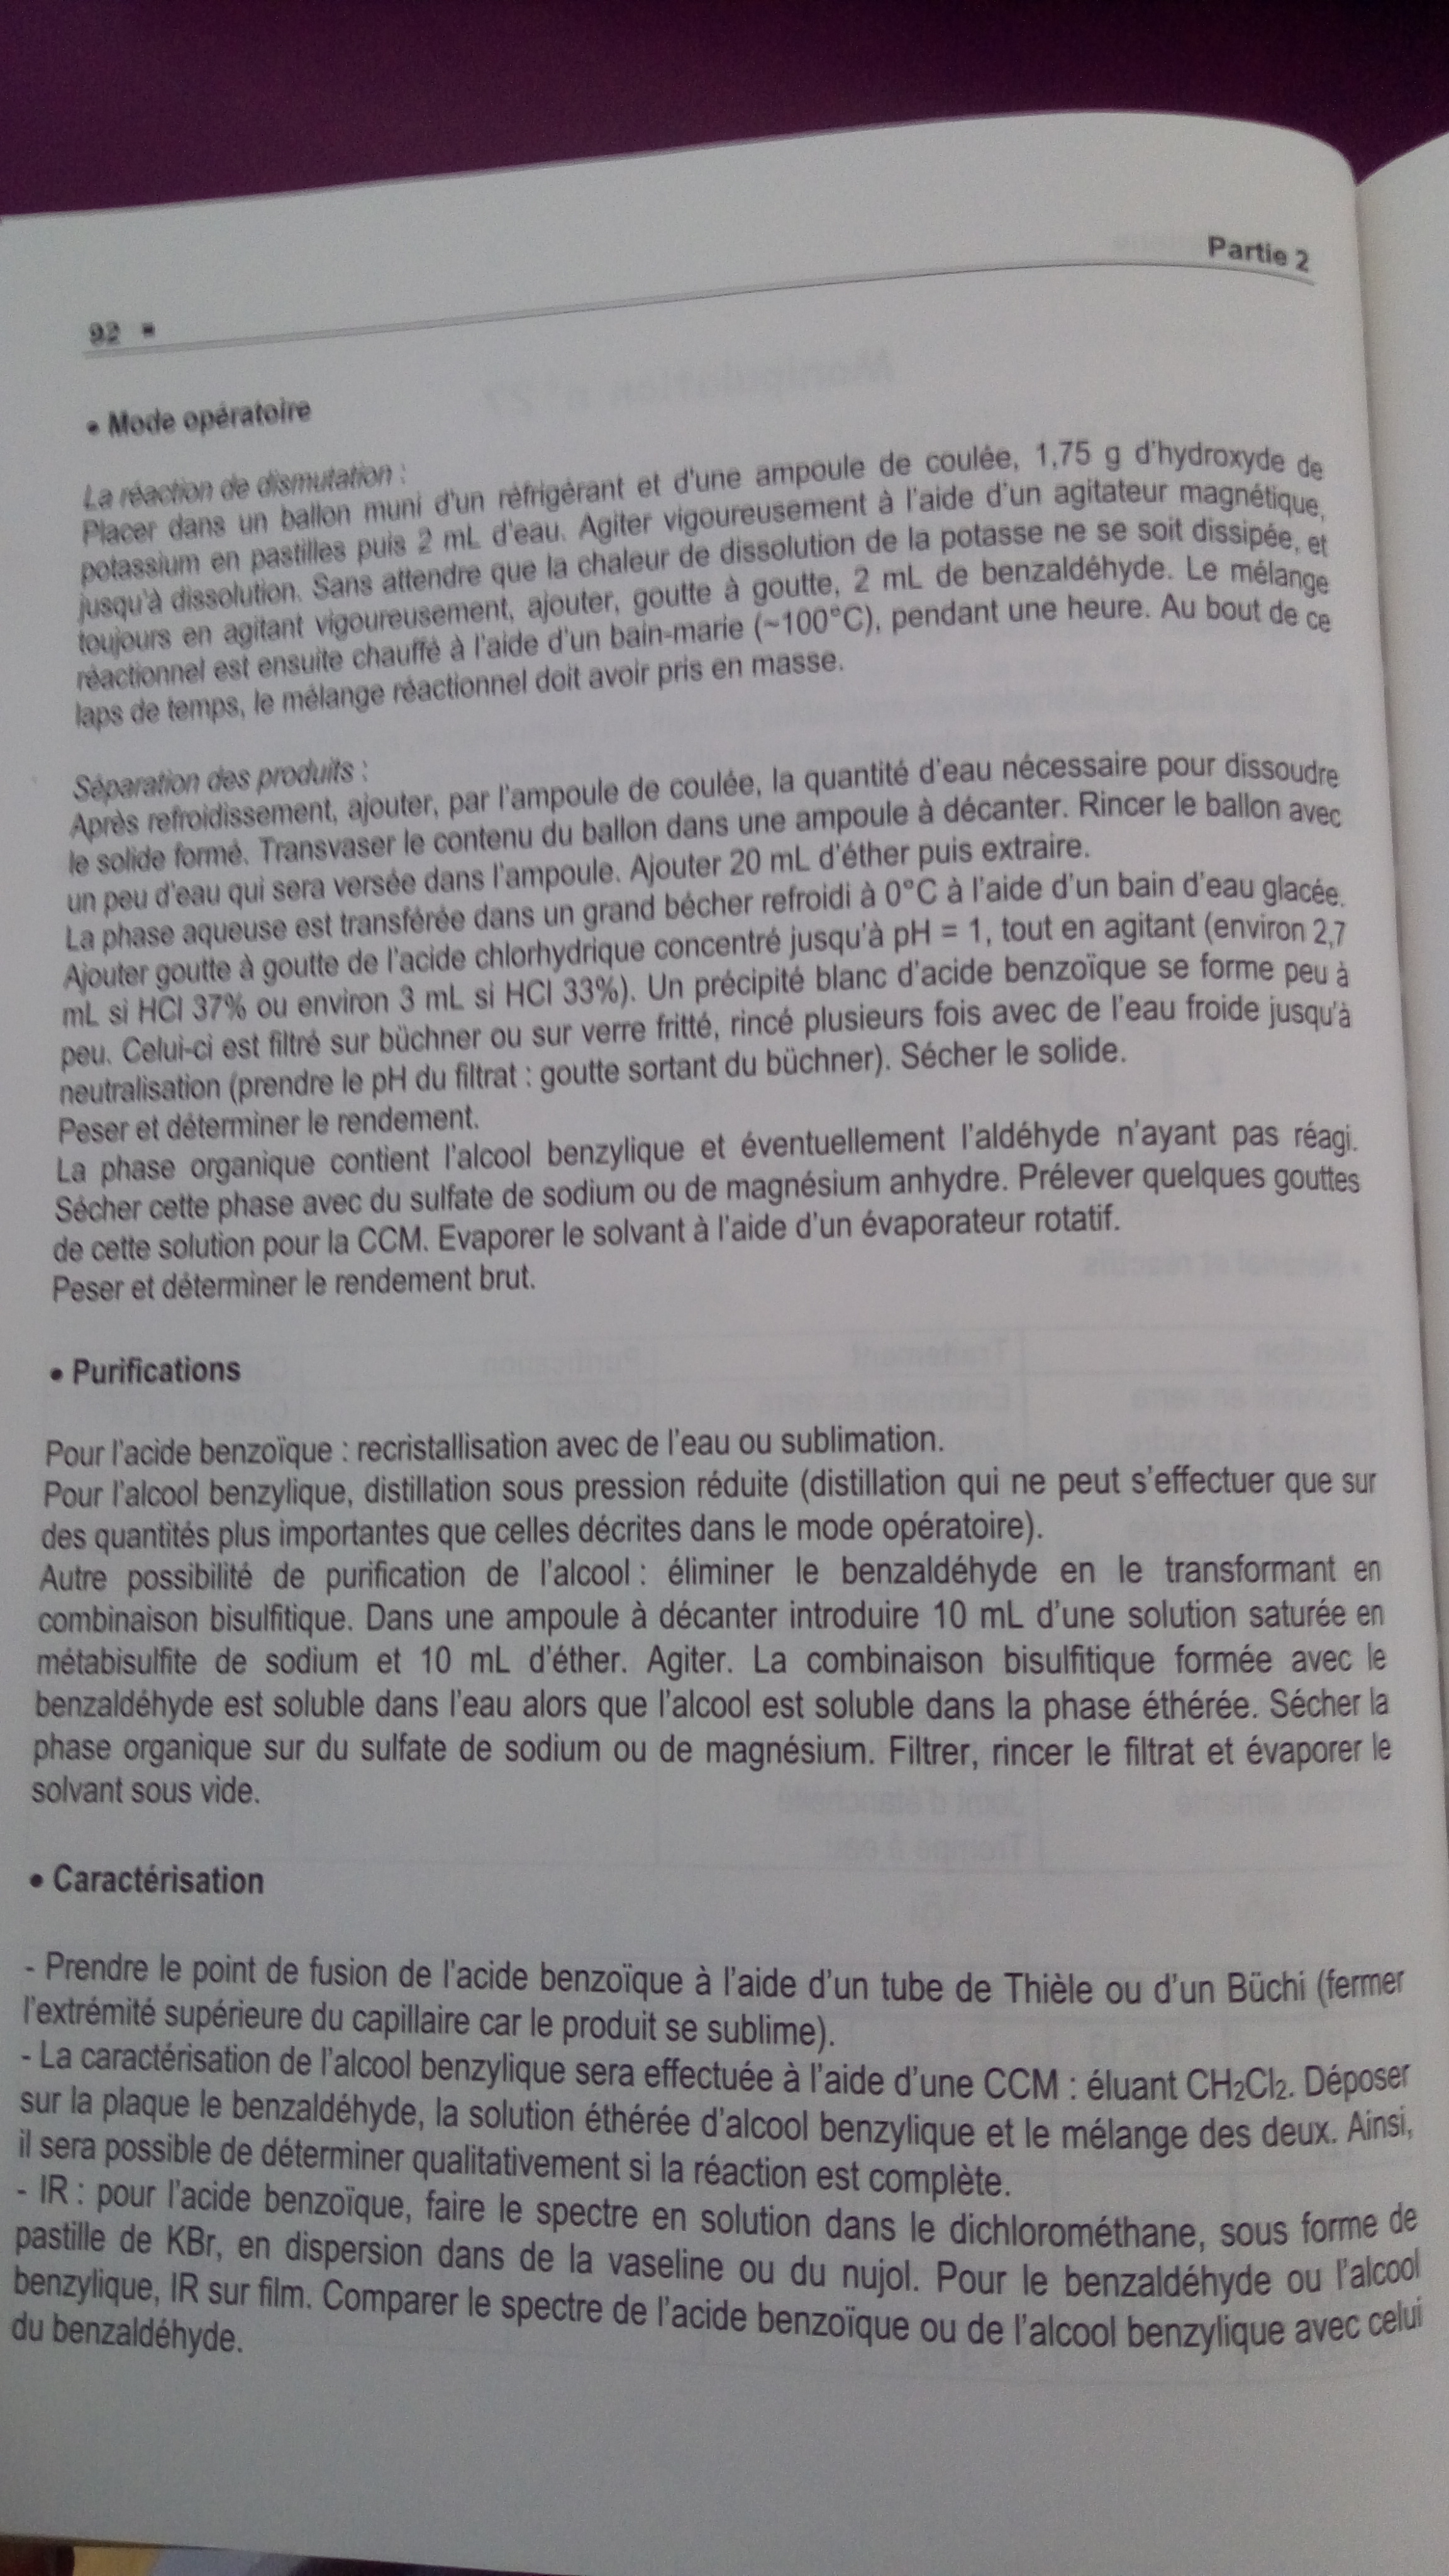 Partie 2
92 ▪
• Mode opératoire
La réaction de dismutation :
Placer dans un ballon muni d'un réfrigérant et d'une ampoule de coulée, 1,75 g d'hydroxyde de
potassium en pastilles puis 2 mL d'eau. Agiter vigoureusement à l'aide d'un agitateur magnétique,
jusqu'à dissolution. Sans attendre que la chaleur de dissolution de la potasse ne se soit dissipée, et
toujours en agitant vigoureusement, ajouter, goutte à goutte, 2 mL de benzaldéhyde. Le mélange
réactionnel est ensuite chauffé à l'aide d'un bain-marie (~100°C), pendant une heure. Au bout de ce
laps de temps, le mélange réactionnel doit avoir pris en masse.
Séparation des produits :
Après refroidissement, ajouter, par l'ampoule de coulée, la quantité d'eau nécessaire pour dissoudre
le solide formé. Transvaser le contenu du ballon dans une ampoule à décanter. Rincer le ballon avec
un peu d'eau qui sera versée dans l'ampoule. Ajouter 20 mL d'éther puis extraire.
La phase aqueuse est transférée dans un grand bécher refroidi à 0°C à l'aide d'un bain d'eau glacée.
Ajouter goutte à goutte de l'acide chlorhydrique concentré jusqu'à pH = 1, tout en agitant (environ 2,7
mL si HCl 37% ou environ 3 mL si HCl 33%). Un précipité blanc d'acide benzoïque se forme peu à
peu. Celui-ci est filtré sur büchner ou sur verre fritté, rincé plusieurs fois avec de l'eau froide jusqu'à
neutralisation (prendre le pH du filtrat : goutte sortant du büchner). Sécher le solide.
Peser et déterminer le rendement.
La phase organique contient l'alcool benzylique et éventuellement l'aldéhyde n'ayant pas réagi.
Sécher cette phase avec du sulfate de sodium ou de magnésium anhydre. Prélever quelques gouttes
de cette solution pour la CCM. Evaporer le solvant à l'aide d'un évaporateur rotatif.
Peser et déterminer le rendement brut.
• Purifications
Pour l'acide benzoïque : recristallisation avec de l'eau ou sublimation.
Pour l'alcool benzylique, distillation sous pression réduite (distillation qui ne peut s'effectuer que sur
des quantités plus importantes que celles décrites dans le mode opératoire).
Autre possibilité de purification de l'alcool : éliminer le benzaldéhyde en le transformant en
combinaison bisulfitique. Dans une ampoule à décanter introduire 10 mL d'une solution saturée en
métabisulfite de sodium et 10 mL d'éther. Agiter. La combinaison bisulfitique formée avec le
benzaldéhyde est soluble dans l'eau alors que l'alcool est soluble dans la phase éthérée. Sécher la
phase organique sur du sulfate de sodium ou de magnésium. Filtrer, rincer le filtrat et évaporer le
solvant sous vide.
• Caractérisation
- Prendre le point de fusion de l'acide benzoïque à l'aide d'un tube de Thièle ou d'un Büchi (fermer
l'extrémité supérieure du capillaire car le produit se sublime).
- La caractérisation de l'alcool benzylique sera effectuée à l'aide d'une CCM : éluant CH₂Cl₂. Déposer
sur la plaque le benzaldéhyde, la solution éthérée d'alcool benzylique et le mélange des deux. Ainsi,
il sera possible de déterminer qualitativement si la réaction est complète.
- IR : pour l'acide benzoïque, faire le spectre en solution dans le dichlorométhane, sous forme de
pastille de KBr, en dispersion dans de la vaseline ou du nujol. Pour le benzaldéhyde ou l'alcool
benzylique, IR sur film. Comparer le spectre de l'acide benzoïque ou de l'alcool benzylique avec celui
du benzaldéhyde.